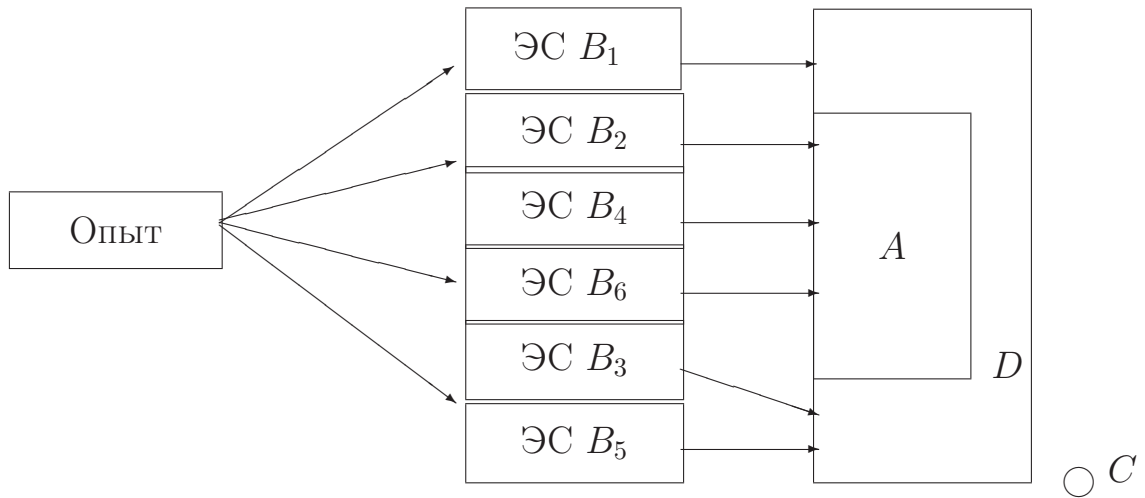 ЭС B₁
ЭС B₂
Опыт
ЭС B₄
A
ЭС B₆
ЭС B₃
D
ЭС B₅
C